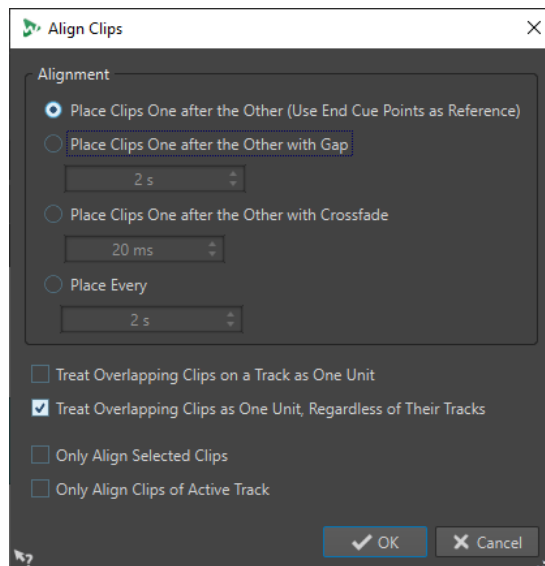 Align Clips
Alignment
Place Clips One after the Other (Use End Cue Points as Reference)
Place Clips One after the Other with Gap
2 s
Place Clips One after the Other with Crossfade
20 ms
Place Every
2 s
Treat Overlapping Clips on a Track as One Unit
Treat Overlapping Clips as One Unit, Regardless of Their Tracks
Only Align Selected Clips
Only Align Clips of Active Track
OK Cancel
?